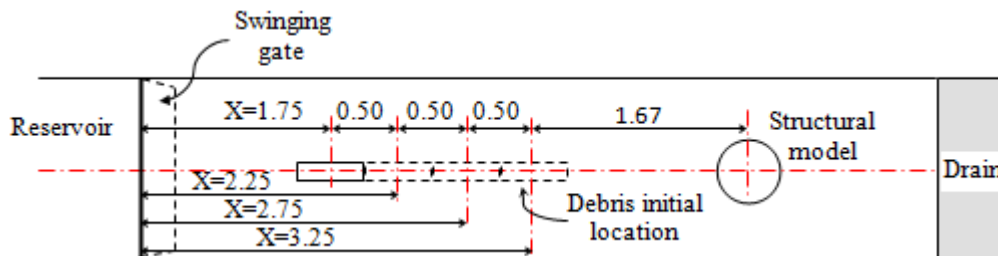 Swinging
gate
X=1.75 0.50 0.50 0.50 1.67
Reservoir
Structural
model
Drain
X=2.25
X=2.75
X=3.25
Debris initial
location